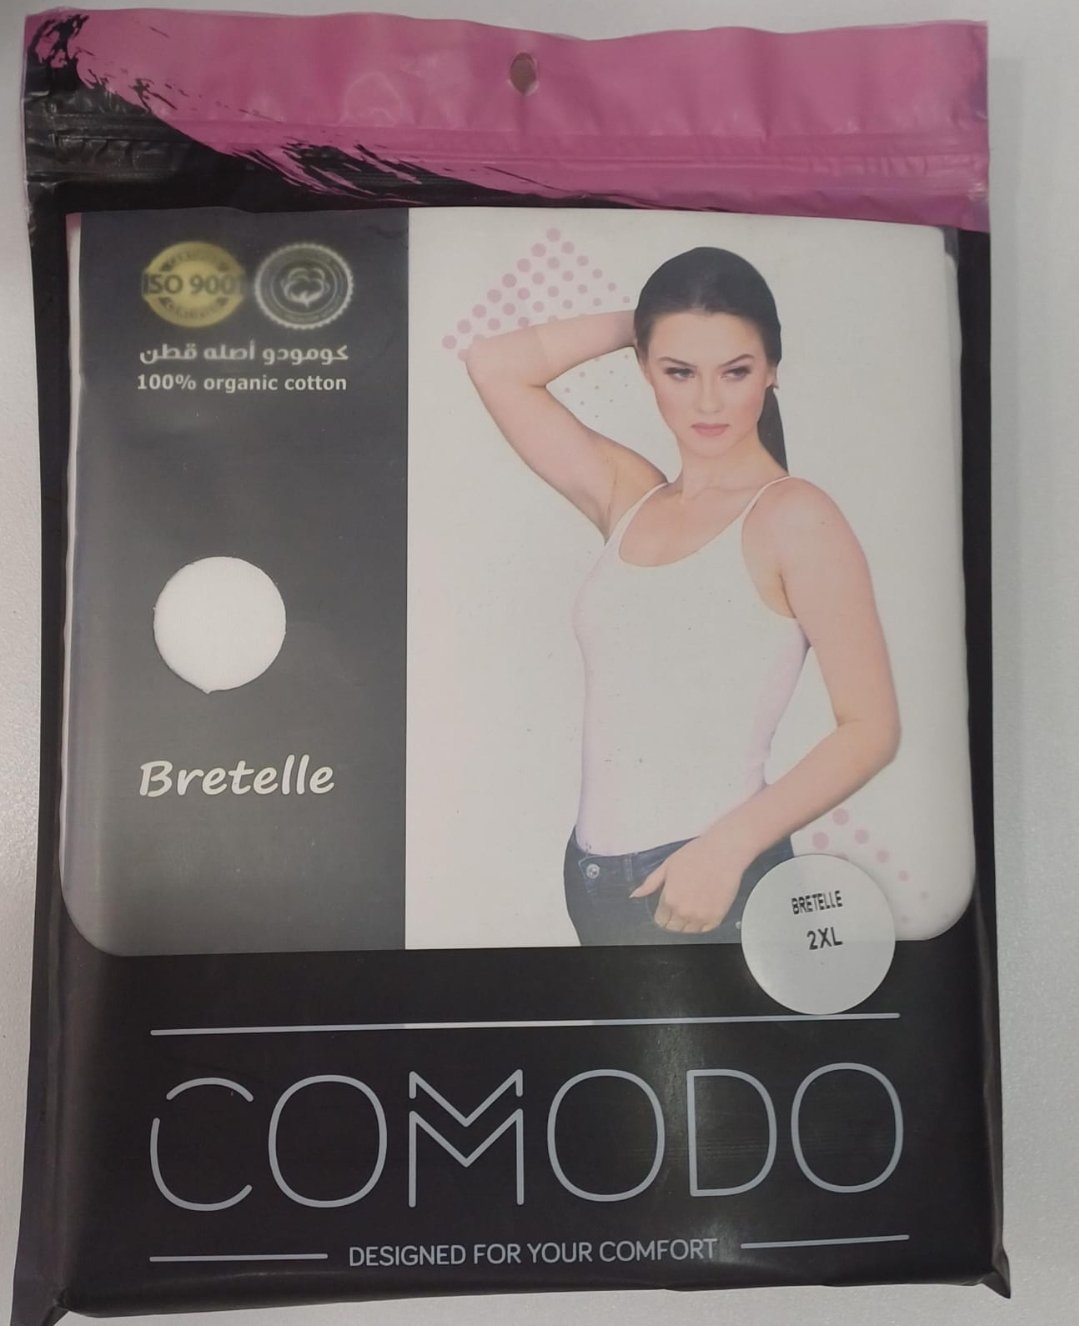 ISO 9001
كومودو أصله قطن
100% organic cotton
Bretelle
BRETELLE
2XL
COMODO
DESIGNED FOR YOUR COMFORT